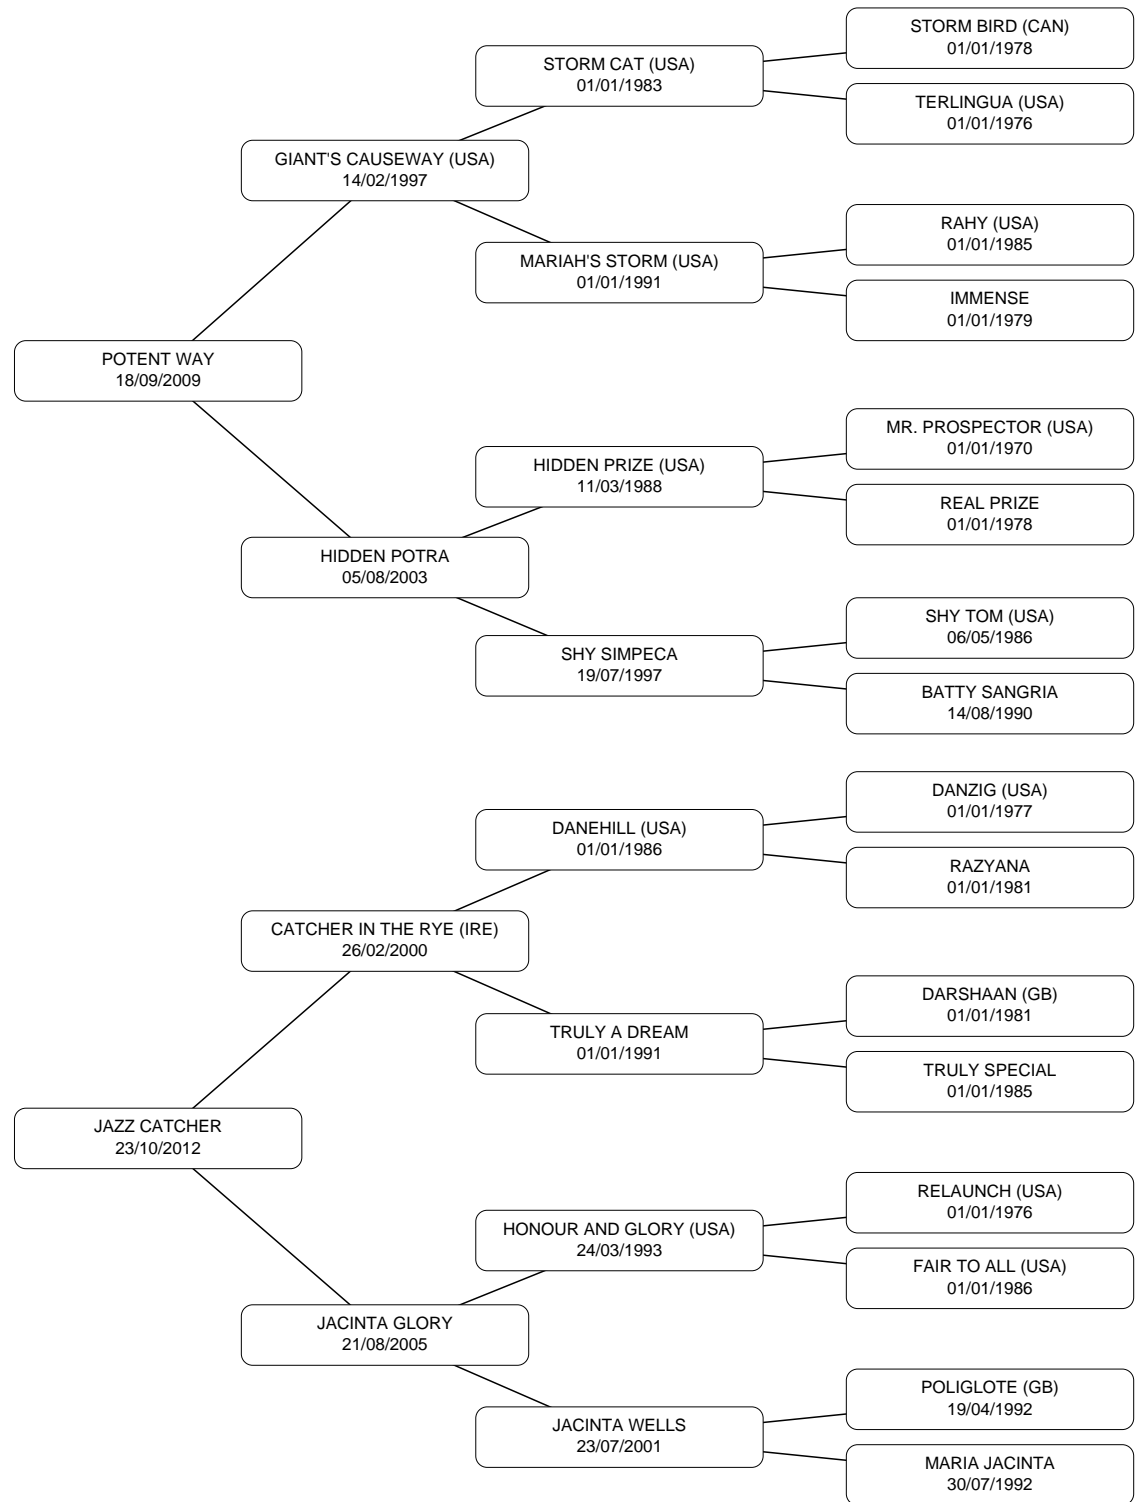 STORM BIRD (CAN)
01/01/1978
STORM CAT (USA)
01/01/1983
TERLINGUA (USA)
01/01/1976
GIANT'S CAUSEWAY (USA)
14/02/1997
RAHY (USA)
01/01/1985
MARIAH'S STORM (USA)
01/01/1991
IMMENSE
01/01/1979
POTENT WAY
18/09/2009
MR. PROSPECTOR (USA)
01/01/1970
HIDDEN PRIZE (USA)
11/03/1988
REAL PRIZE
01/01/1978
HIDDEN POTRA
05/08/2003
SHY TOM (USA)
06/05/1986
SHY SIMPECA
19/07/1997
BATTY SANGRIA
14/08/1990
DANZIG (USA)
01/01/1977
DANEHILL (USA)
01/01/1986
RAZYANA
01/01/1981
CATCHER IN THE RYE (IRE)
26/02/2000
DARSHAAN (GB)
01/01/1981
TRULY A DREAM
01/01/1991
TRULY SPECIAL
01/01/1985
JAZZ CATCHER
23/10/2012
RELAUNCH (USA)
01/01/1976
HONOUR AND GLORY (USA)
24/03/1993
FAIR TO ALL (USA)
01/01/1986
JACINTA GLORY
21/08/2005
POLIGLOTE (GB)
19/04/1992
JACINTA WELLS
23/07/2001
MARIA JACINTA
30/07/1992